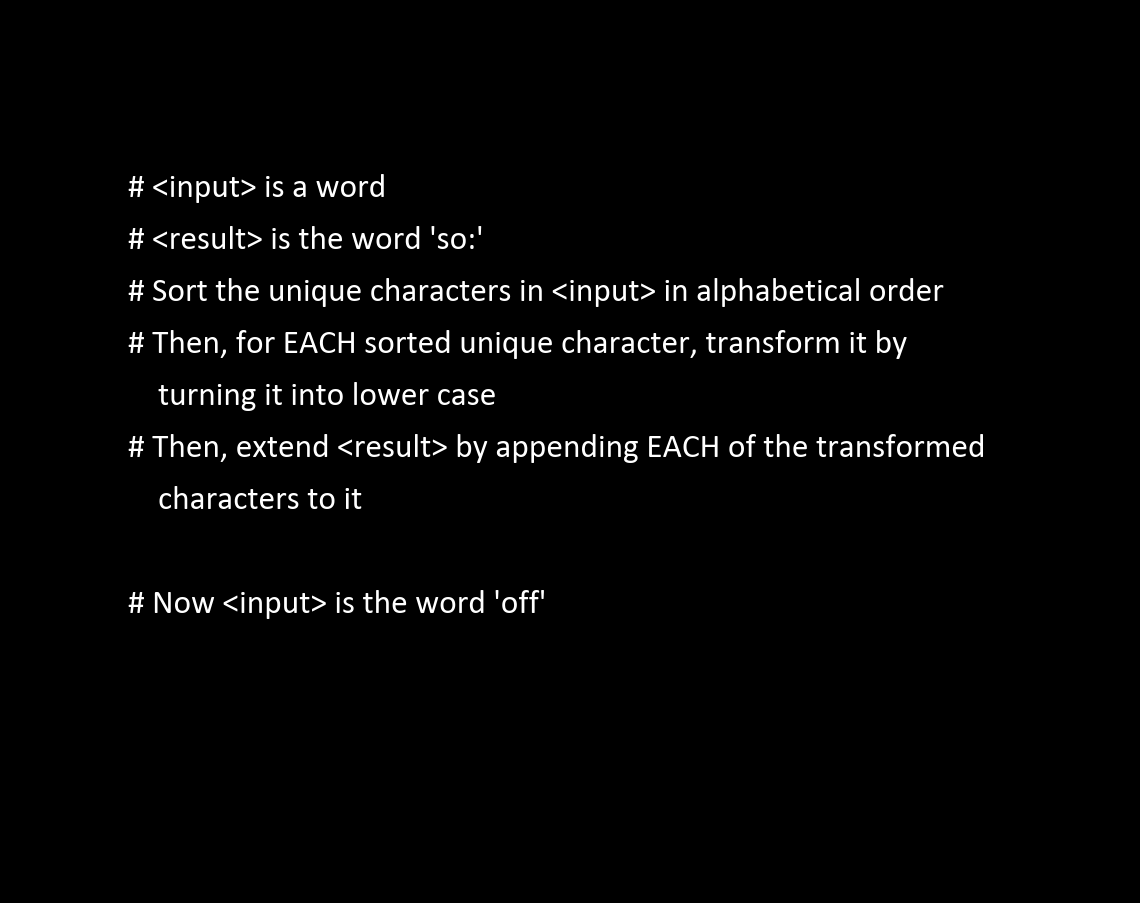 # <input> is a word
# <result> is the word 'so:'
# Sort the unique characters in <input> in alphabetical order
# Then, for EACH sorted unique character, transform it by
turning it into lower case
# Then, extend <result> by appending EACH of the transformed
characters to it
# Now <input> is the word 'off'